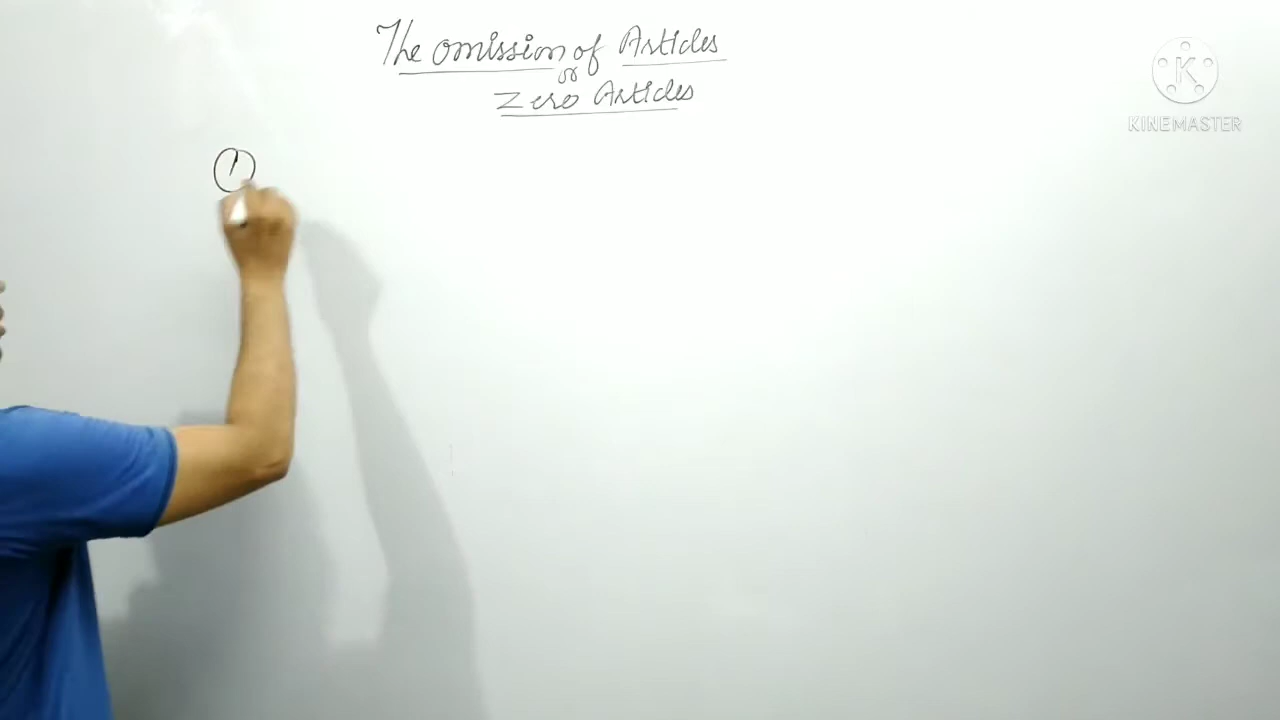 The omission of Articles
or
Zero Articles
1
K
KINEMASTER